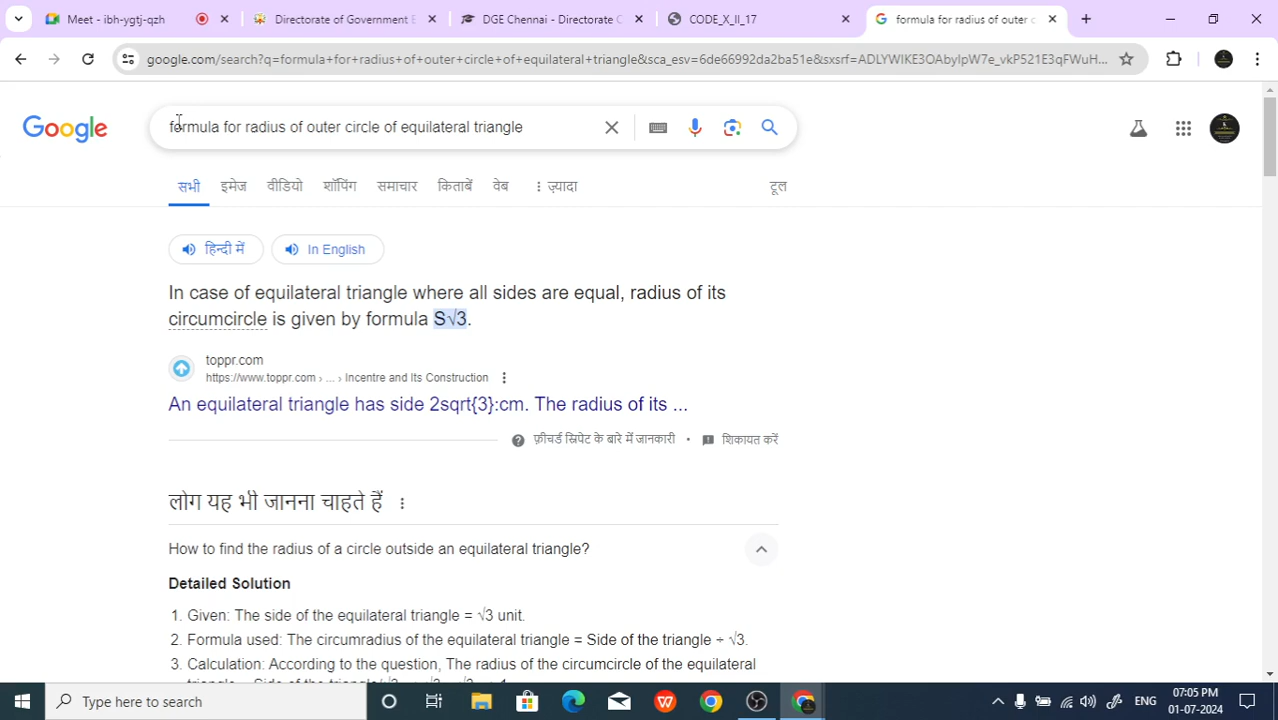 Meet - ibh-ygtj-qzh
Directorate of Government E
DGE Chennai - Directorate C
CODE_X_II_17
formula for radius of outer c
google.com/search?q=formula+for+radius+of+outer+circle+of+equilateral+triangle&sca_esv=6de66992da2ba51e&sxsrf=ADLYWIKE3OAbyIpW7e_vkP521E3qFWuH...
Google
formula for radius of outer circle of equilateral triangle
सभी इमेज वीडियो शॉपिंग समाचार किताबें वेब ज़्यादा टूल
हिन्दी में In English
In case of equilateral triangle where all sides are equal, radius of its
circumcircle is given by formula S√3.
toppr.com
https://www.toppr.com › ... › Incentre and Its Construction
An equilateral triangle has side 2sqrt{3}:cm. The radius of its ...
फ़ीचर्ड स्निपेट के बारे में जानकारी • शिकायत करें
लोग यह भी जानना चाहते हैं
How to find the radius of a circle outside an equilateral triangle?
Detailed Solution
1. Given: The side of the equilateral triangle = √3 unit.
2. Formula used: The circumradius of the equilateral triangle = Side of the triangle ÷ √3.
3. Calculation: According to the question, The radius of the circumcircle of the equilateral
Type here to search
ENG
07:05 PM
01-07-2024